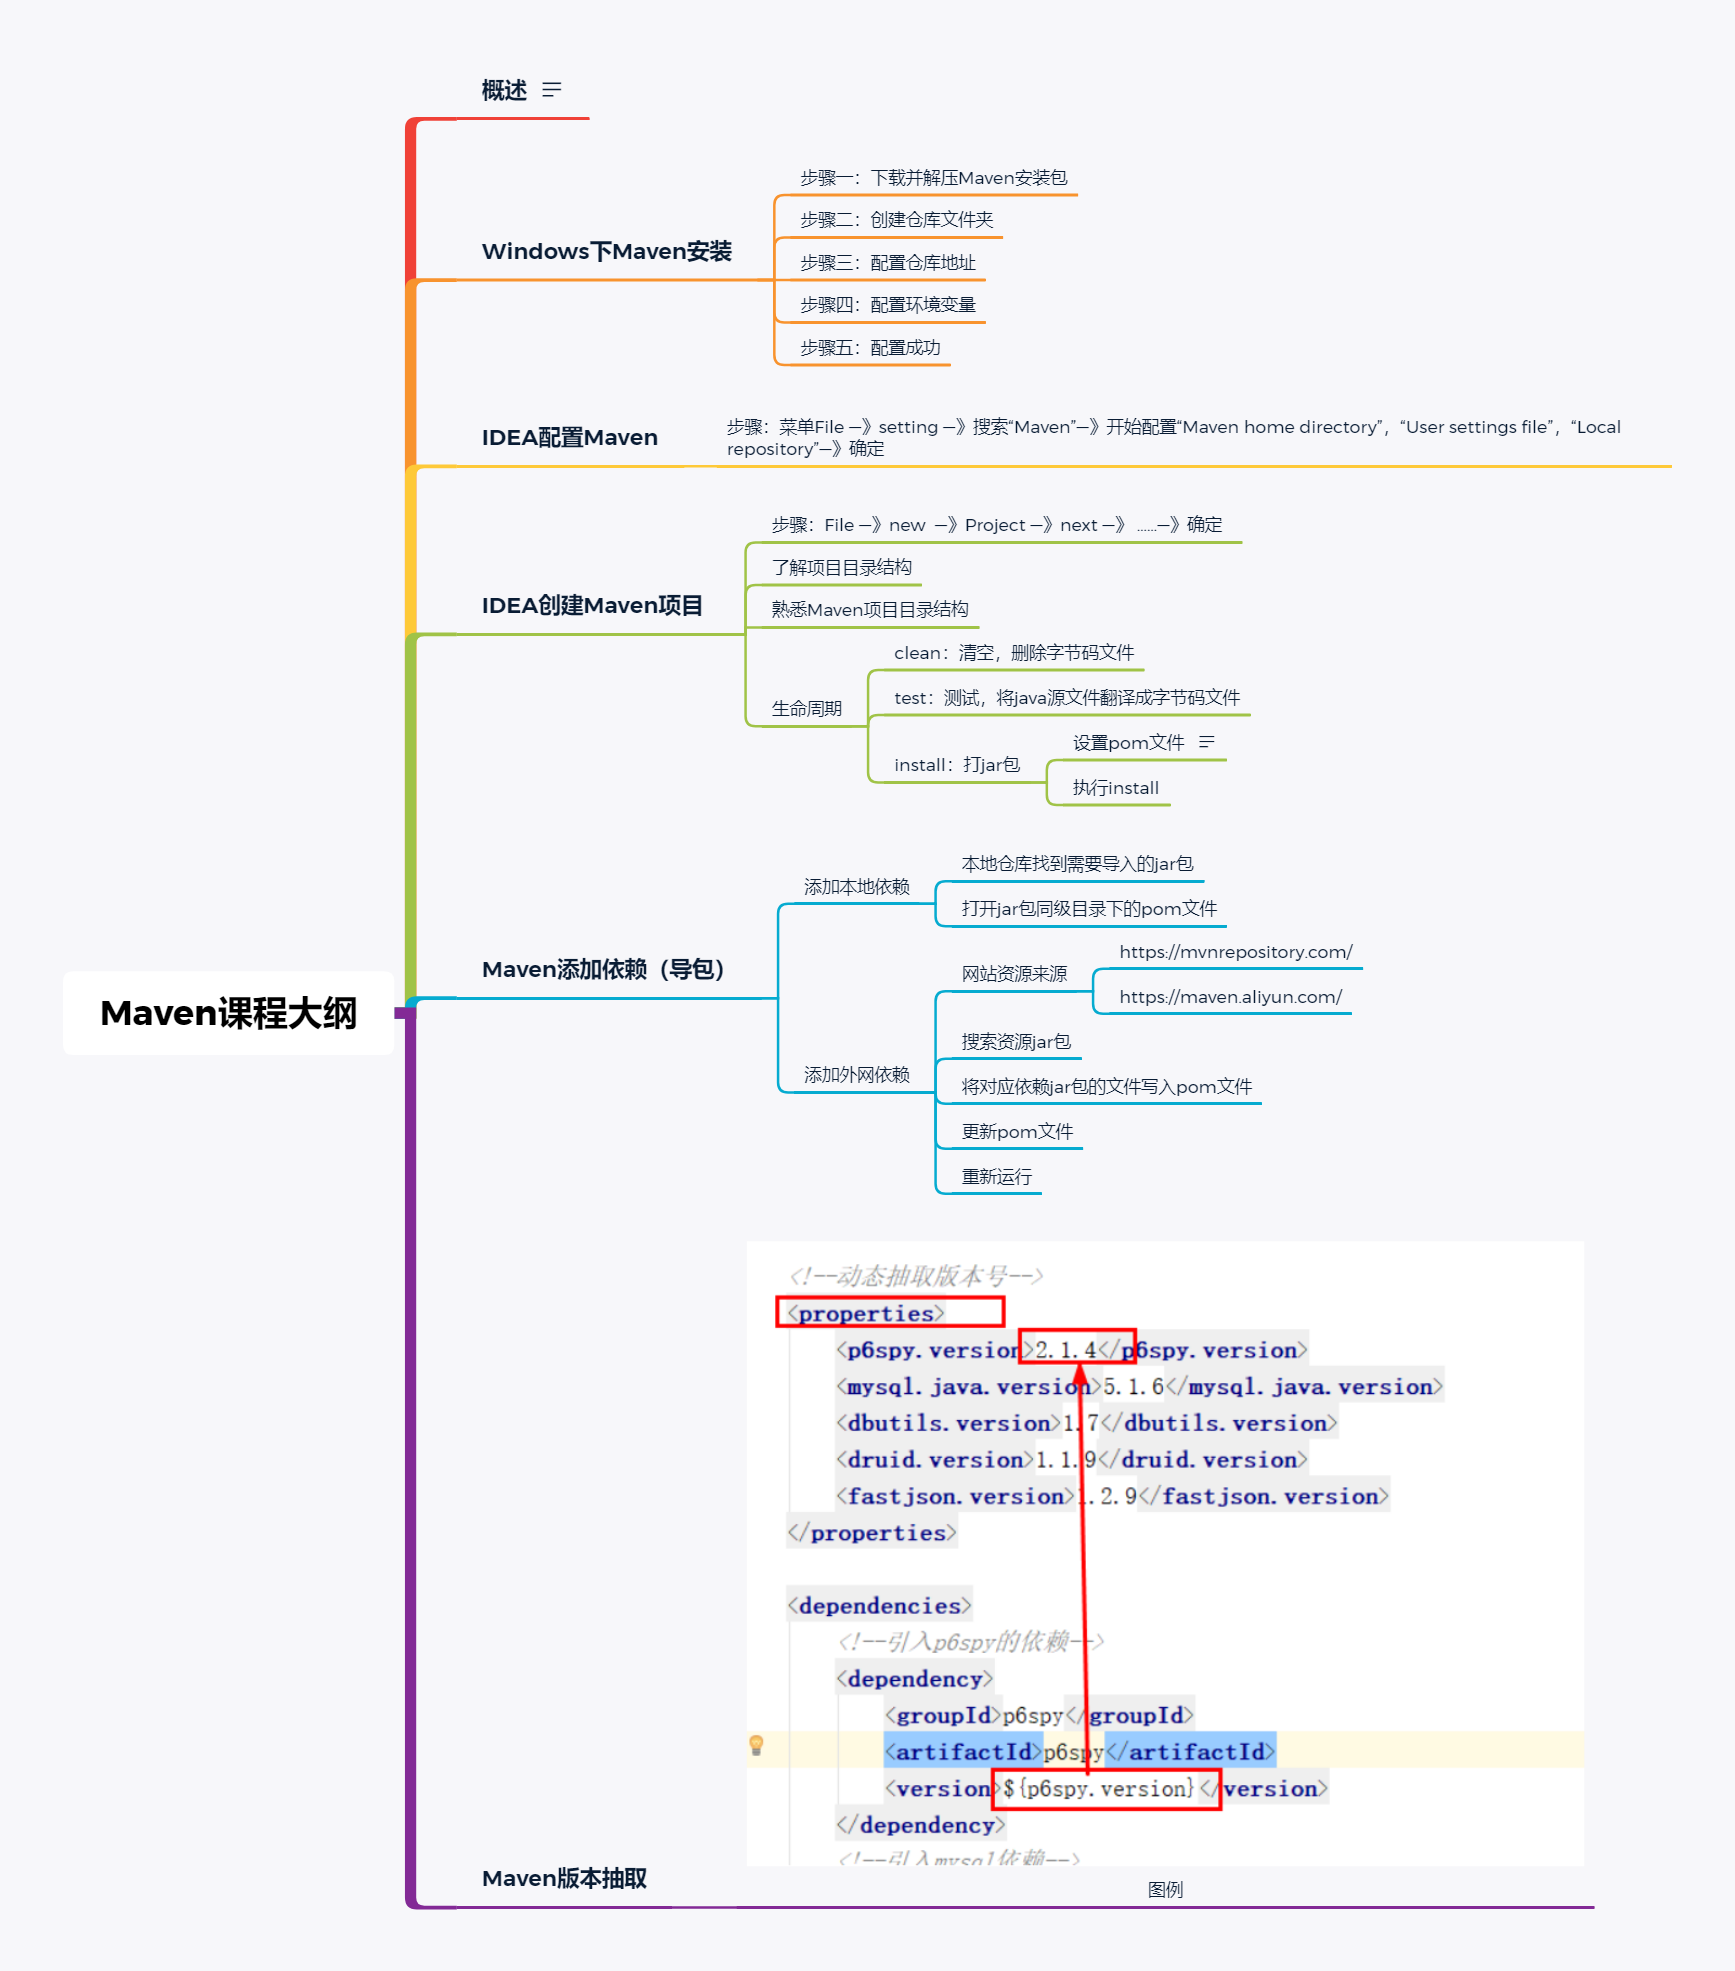 概述
Windows下Maven安装
步骤一：下载并解压Maven安装包
步骤二：创建仓库文件夹
步骤三：配置仓库地址
步骤四：配置环境变量
步骤五：配置成功
IDEA配置Maven
步骤：菜单File —》setting —》搜索“Maven”—》开始配置“Maven home directory”，“User settings file”，“Local
repository”—》确定
IDEA创建Maven项目
步骤：File —》new —》Project —》next —》 ......—》确定
了解项目目录结构
熟悉Maven项目目录结构
生命周期
clean：清空，删除字节码文件
test：测试，将java源文件翻译成字节码文件
install：打jar包
设置pom文件
执行install
Maven课程大纲
Maven添加依赖（导包）
添加本地依赖
本地仓库找到需要导入的jar包
打开jar包同级目录下的pom文件
添加外网依赖
网站资源来源
https://mvnrepository.com/
https://maven.aliyun.com/
搜索资源jar包
将对应依赖jar包的文件写入pom文件
更新pom文件
重新运行
<!--动态抽取版本号-->
<properties>
<p6spy.version>2.1.4</p6spy.version>
<mysql.java.version>5.1.6</mysql.java.version>
<dbutils.version>1.7</dbutils.version>
<druid.version>1.1.9</druid.version>
<fastjson.version>1.2.9</fastjson.version>
</properties>
<dependencies>
<!--引入p6spy的依赖-->
<dependency>
<groupId>p6spy</groupId>
<artifactId>p6spy</artifactId>
<version>${p6spy.version}</version>
</dependency>
<!--引入mysql依赖-->
Maven版本抽取
图例